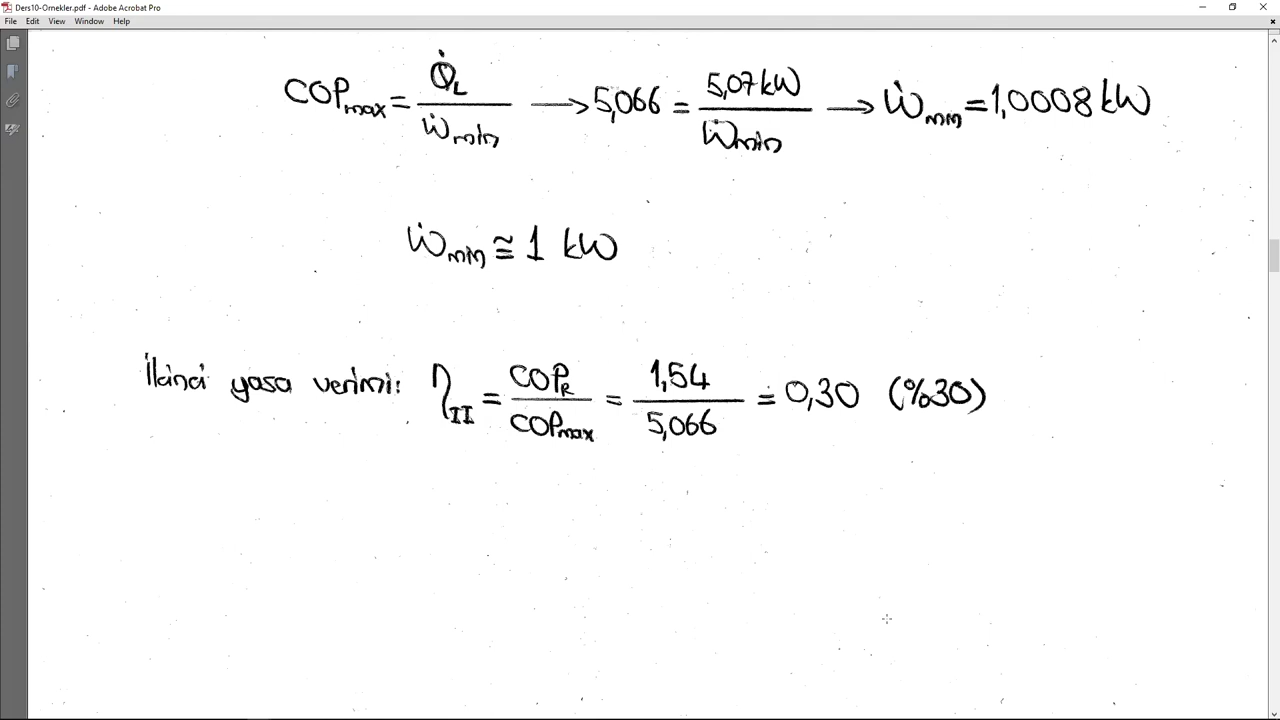 Ders10-Ornekler.pdf - Adobe Acrobat Pro
File Edit View Window Help
COPmax = Q̇L / Ẇmin → 5,066 = 5,07 kW / Ẇmin → Ẇmin = 1,0008 kW
Ẇmin ≅ 1 kW
İkinci yasa verimi: ηII = COPR / COPmax = 1,54 / 5,066 = 0,30 (%30)